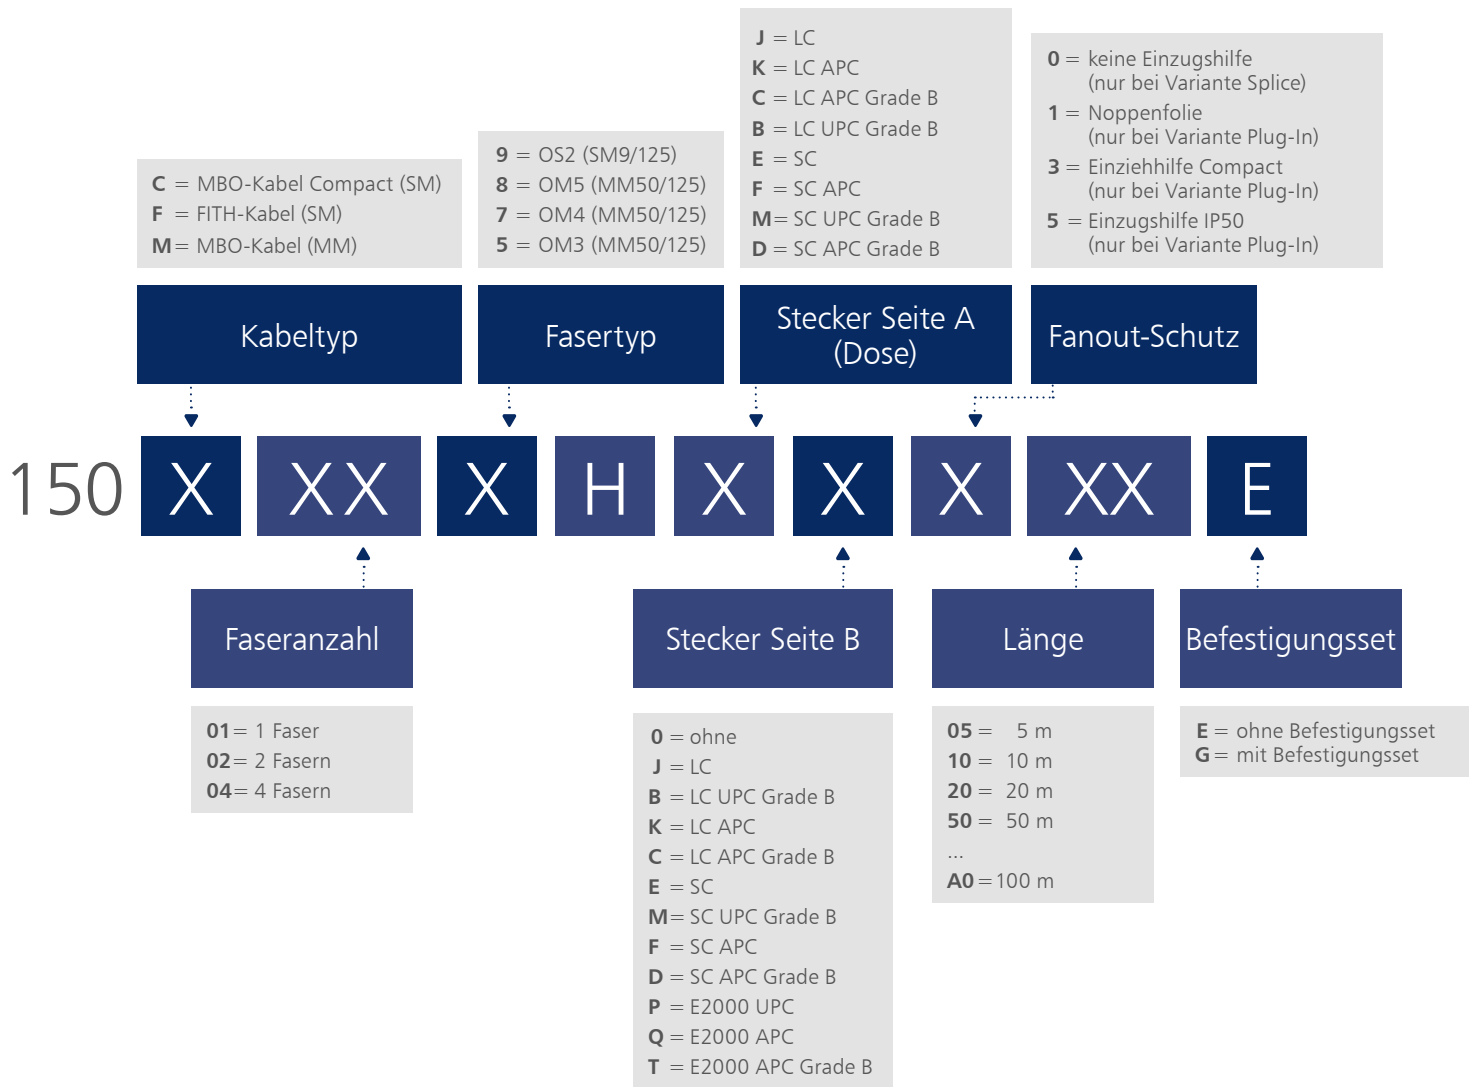 J = LC
K = LC APC
C = LC APC Grade B
B = LC UPC Grade B
E = SC
F = SC APC
M= SC UPC Grade B
D = SC APC Grade B
0 = keine Einzugshilfe
(nur bei Variante Splice)
1 = Noppenfolie
(nur bei Variante Plug-In)
3 = Einziehhilfe Compact
(nur bei Variante Plug-In)
5 = Einzugshilfe IP50
(nur bei Variante Plug-In)
9 = OS2 (SM9/125)
8 = OM5 (MM50/125)
7 = OM4 (MM50/125)
5 = OM3 (MM50/125)
C = MBO-Kabel Compact (SM)
F = FITH-Kabel (SM)
M= MBO-Kabel (MM)
Kabeltyp
Fasertyp
Stecker Seite A
(Dose)
Fanout-Schutz
150 X XX X H X X X XX E
Faseranzahl
Stecker Seite B
Länge
Befestigungsset
01= 1 Faser
02= 2 Fasern
04= 4 Fasern
0 = ohne
J = LC
B = LC UPC Grade B
K = LC APC
C = LC APC Grade B
E = SC
M= SC UPC Grade B
F = SC APC
D = SC APC Grade B
P = E2000 UPC
Q = E2000 APC
T = E2000 APC Grade B
05 = 5 m
10 = 10 m
20 = 20 m
50 = 50 m
...
A0 =100 m
E = ohne Befestigungsset
G= mit Befestigungsset